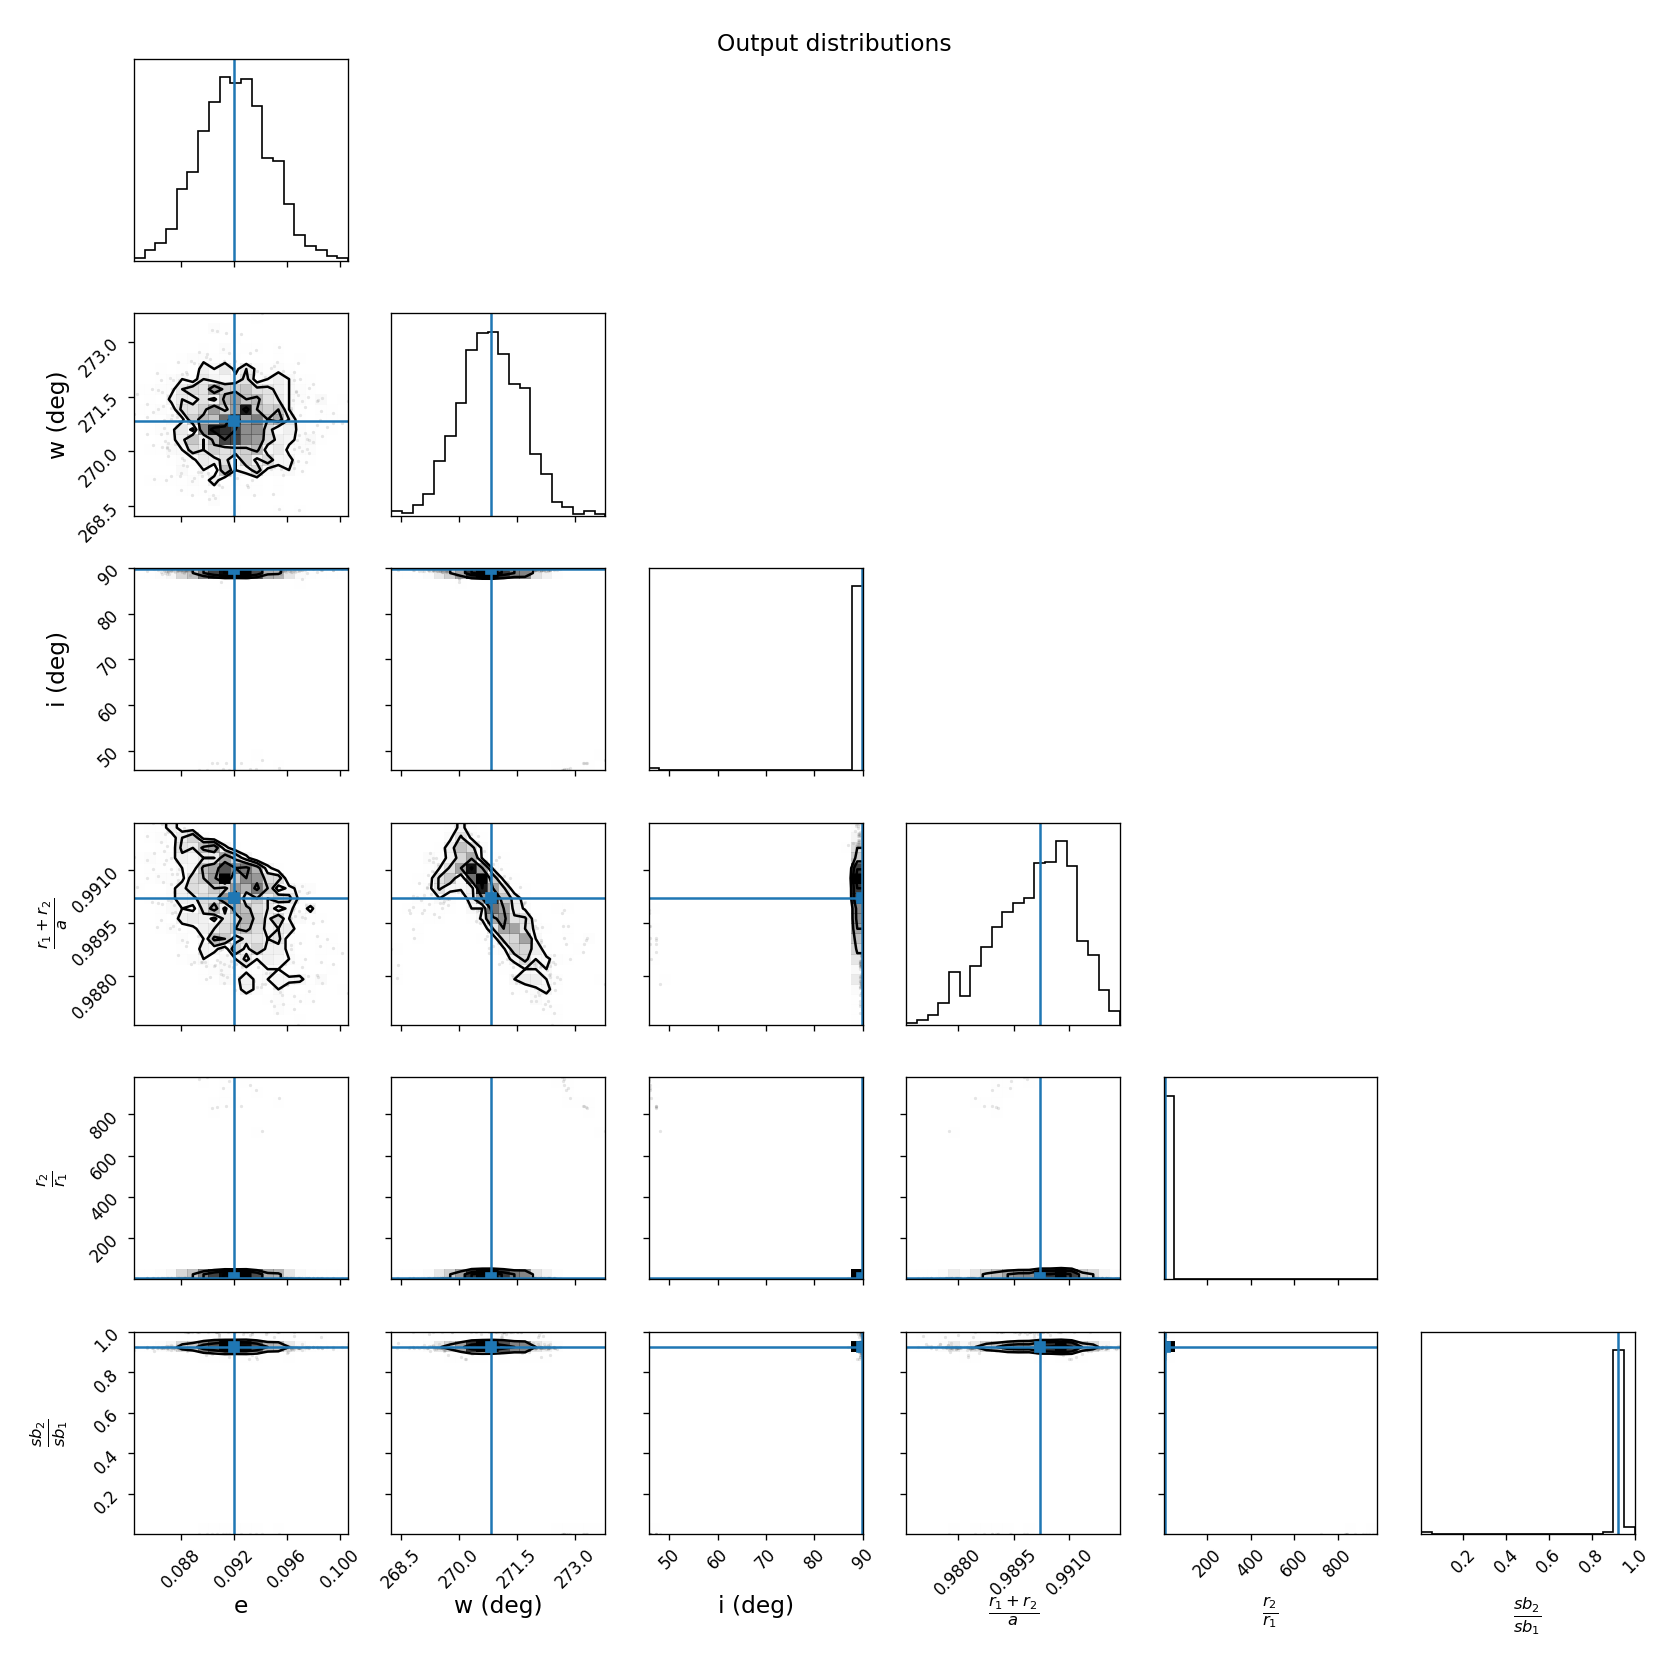 Output distributions
w (deg)
273.0
271.5
270.0
268.5
i (deg)
90
80
70
60
50
r₁ + r₂ / a
0.9910
0.9895
0.9880
r₂ / r₁
800
600
400
200
sb₂ / sb₁
1.0
0.8
0.6
0.4
0.2
0.088 0.092 0.096 0.100
268.5 270.0 271.5 273.0
50 60 70 80 90
0.9880 0.9895 0.9910
200 400 600 800
0.2 0.4 0.6 0.8 1.0
e
w (deg)
i (deg)
r₁ + r₂ / a
r₂ / r₁
sb₂ / sb₁